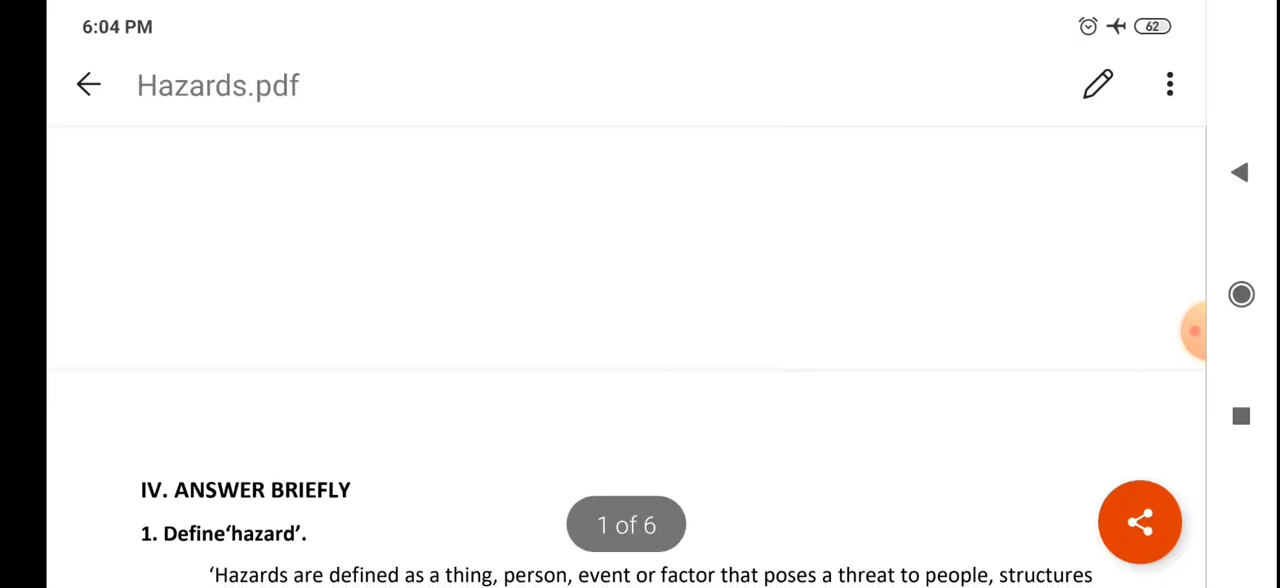 6:04 PM
62
Hazards.pdf
IV. ANSWER BRIEFLY
1. Define‘hazard’.
1 of 6
‘Hazards are defined as a thing, person, event or factor that poses a threat to people, structures